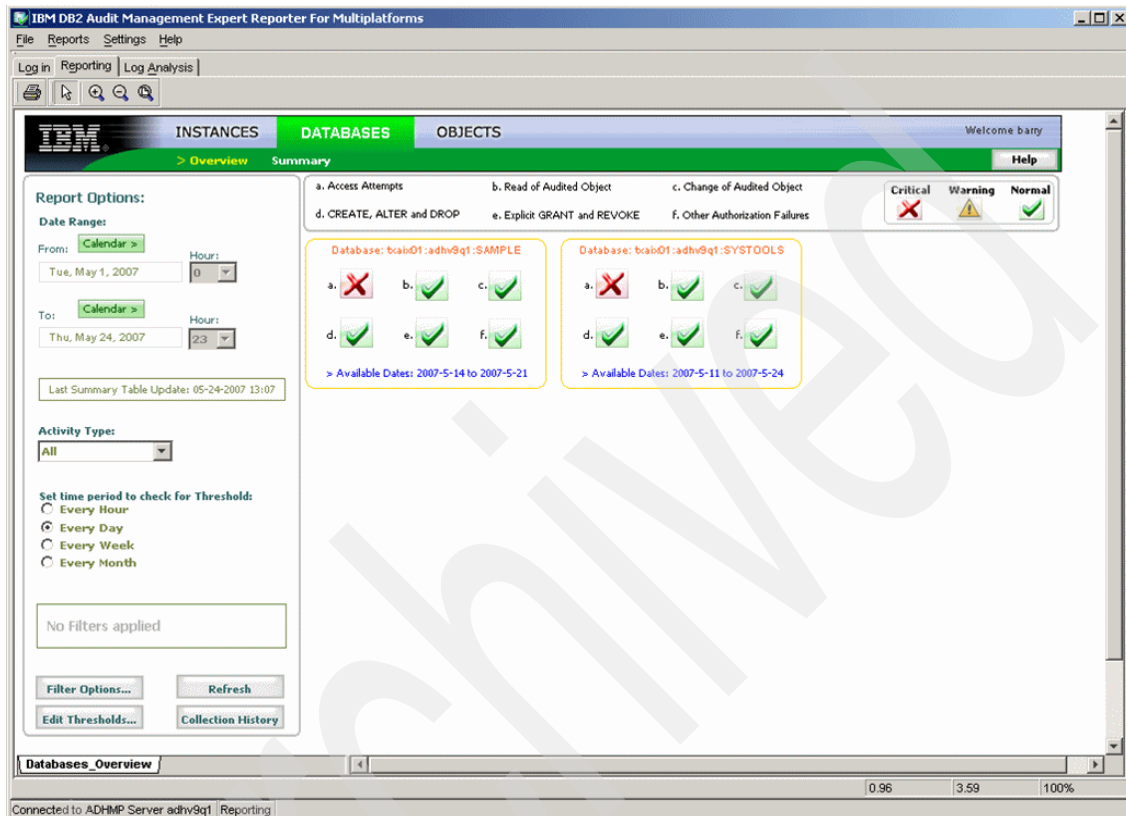 IBM DB2 Audit Management Expert Reporter For Multiplatforms
File Reports Settings Help
Log in Reporting Log Analysis
IBM INSTANCES DATABASES OBJECTS Welcome barry
> Overview Summary Help
Report Options:
Date Range:
From: Calendar > Hour:
Tue, May 1, 2007 0
To: Calendar > Hour:
Thu, May 24, 2007 23
Last Summary Table Update: 05-24-2007 13:07
Activity Type:
All
Set time period to check for Threshold:
Every Hour
Every Day
Every Week
Every Month
No Filters applied
Filter Options... Refresh
Edit Thresholds... Collection History
a. Access Attempts b. Read of Audited Object c. Change of Audited Object
d. CREATE, ALTER and DROP e. Explicit GRANT and REVOKE f. Other Authorization Failures
Critical Warning Normal
Database: txaix01:adhv9q1:SAMPLE
a. b. c.
d. e. f.
> Available Dates: 2007-5-14 to 2007-5-21
Database: txaix01:adhv9q1:SYSTOOLS
a. b. c.
d. e. f.
> Available Dates: 2007-5-11 to 2007-5-24
Databases_Overview
0.96 3.59 100%
Connected to ADHMP Server adhv9q1 Reporting